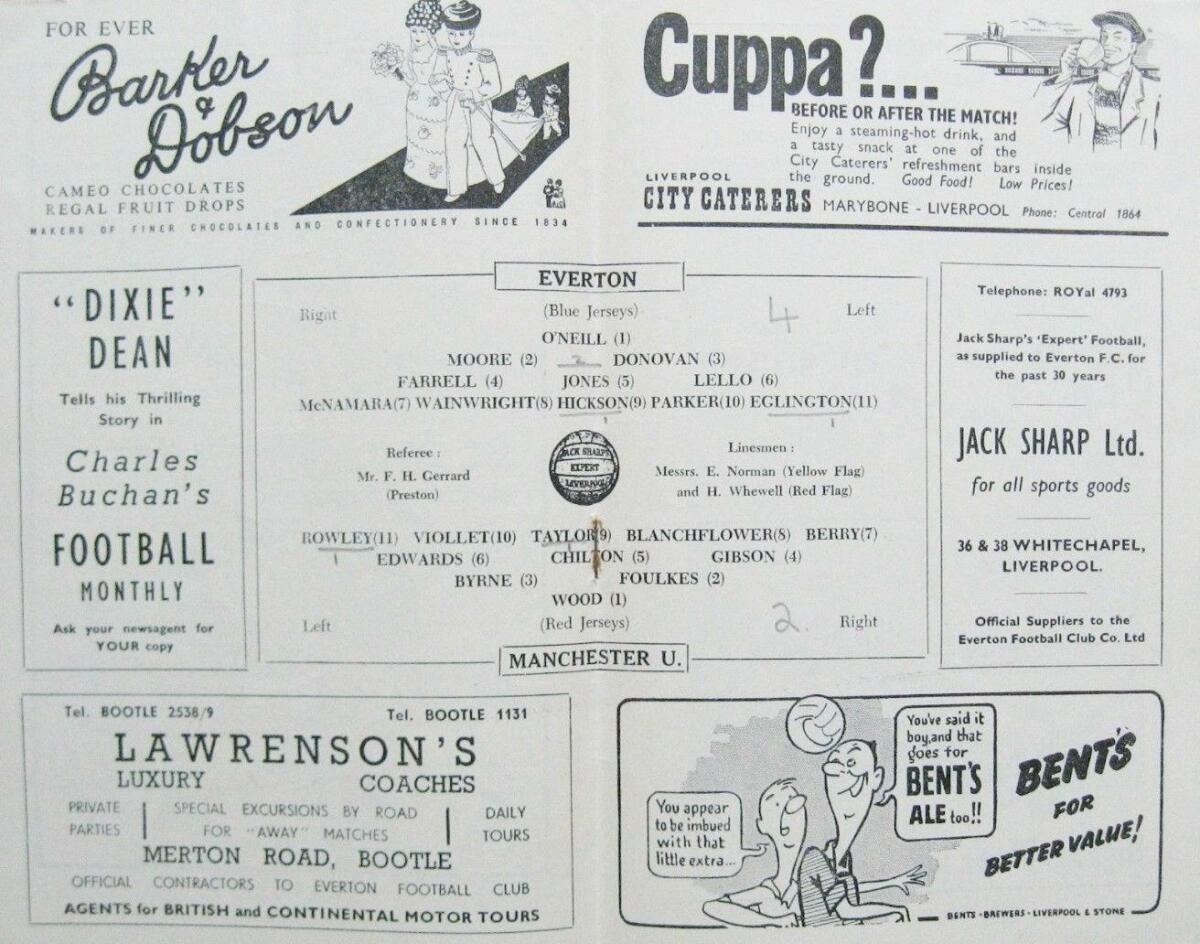 FOR EVER
Barker
&
Dobson
CAMEO CHOCOLATES
REGAL FRUIT DROPS
MAKERS OF FINER CHOCOLATES AND CONFECTIONERY SINCE 1834
Cuppa?....
BEFORE OR AFTER THE MATCH!
Enjoy a steaming-hot drink, and
a tasty snack at one of the
City Caterers' refreshment bars inside
the ground. Good Food! Low Prices!
LIVERPOOL
CITY CATERERS MARYBONE - LIVERPOOL Phone: Central 1864
"DIXIE"
DEAN
Tells his Thrilling
Story in
Charles
Buchan's
FOOTBALL
MONTHLY
Ask your newsagent for
YOUR copy
EVERTON
Right (Blue Jerseys) 4 Left
O'NEILL (1)
MOORE (2) 2 DONOVAN (3)
FARRELL (4) JONES (5) LELLO (6)
McNAMARA(7) WAINWRIGHT(8) HICKSON(9) PARKER(10) EGLINGTON(11)
1 1
Referee :
Mr. F. H. Gerrard
(Preston)
JACK SHARP'S
EXPERT
LIVERPOOL
Linesmen :
Messrs. E. Norman (Yellow Flag)
and H. Whewell (Red Flag)
ROWLEY(11) VIOLLET(10) TAYLOR(9) BLANCHFLOWER(8) BERRY(7)
1 1
EDWARDS (6) CHILTON (5) GIBSON (4)
BYRNE (3) FOULKES (2)
WOOD (1)
Left (Red Jerseys) 2 Right
MANCHESTER U.
Telephone: ROYal 4793
Jack Sharp's 'Expert' Football,
as supplied to Everton F.C. for
the past 30 years
JACK SHARP Ltd.
for all sports goods
36 & 38 WHITECHAPEL,
LIVERPOOL.
Official Suppliers to the
Everton Football Club Co. Ltd
Tel. BOOTLE 2538/9 Tel. BOOTLE 1131
LAWRENSON'S
LUXURY COACHES
PRIVATE PARTIES
SPECIAL EXCURSIONS BY ROAD
FOR "AWAY" MATCHES
DAILY TOURS
MERTON ROAD, BOOTLE
OFFICIAL CONTRACTORS TO EVERTON FOOTBALL CLUB
AGENTS for BRITISH and CONTINENTAL MOTOR TOURS
You appear
to be imbued
with that
little extra...
You've said it
boy, and that
goes for
BENT'S
ALE too!!
BENT'S
FOR
BETTER VALUE!
BENTS · BREWERS · LIVERPOOL & STONE